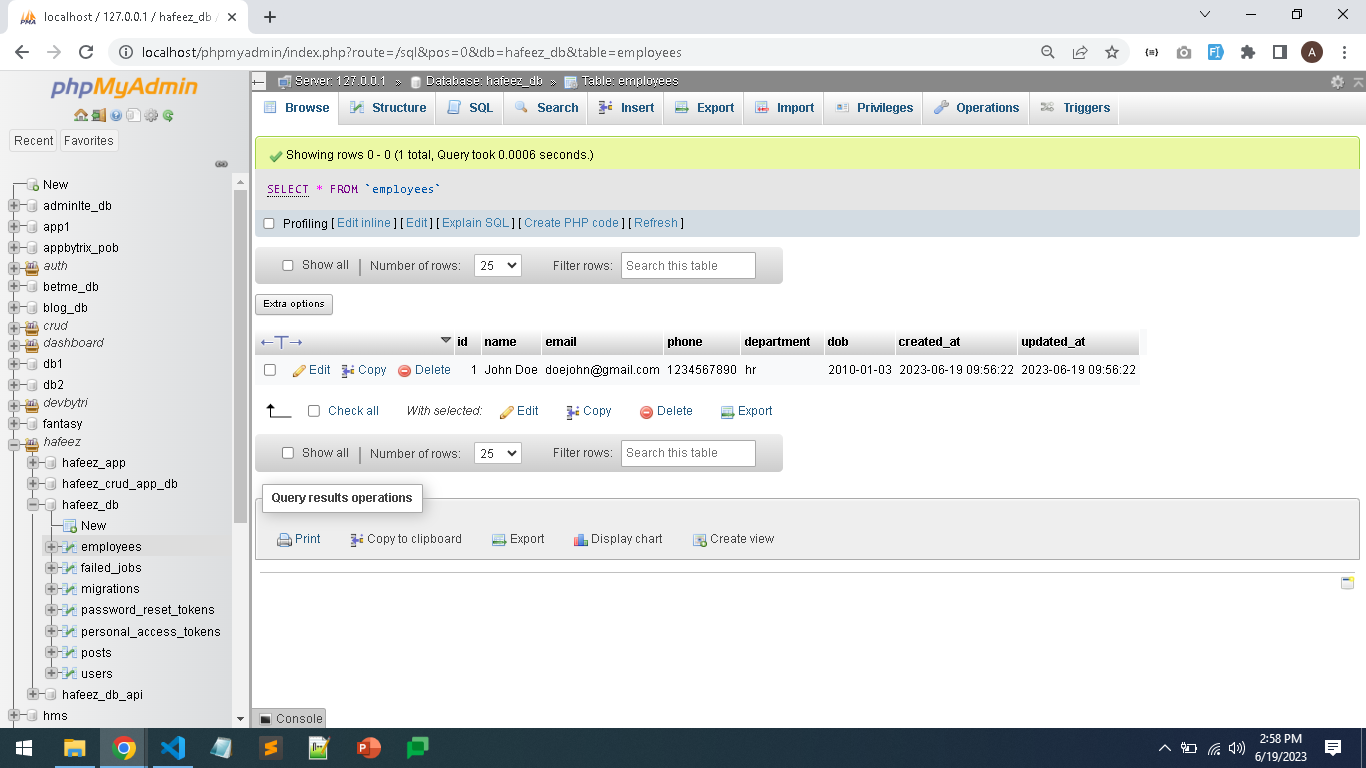 localhost / 127.0.0.1 / hafeez_db
localhost/phpmyadmin/index.php?route=/sql&pos=0&db=hafeez_db&table=employees
A
phpMyAdmin
Recent
Favorites
New
adminlte_db
app1
appbytrix_pob
auth
betme_db
blog_db
crud
dashboard
db1
db2
devbytri
fantasy
hafeez
hafeez_app
hafeez_crud_app_db
hafeez_db
New
employees
failed_jobs
migrations
password_reset_tokens
personal_access_tokens
posts
users
hafeez_db_api
hms
Server: 127.0.0.1 » Database: hafeez_db » Table: employees
Browse Structure SQL Search Insert Export Import Privileges Operations Triggers
Showing rows 0 - 0 (1 total, Query took 0.0006 seconds.)
SELECT * FROM `employees`
Profiling [ Edit inline ] [ Edit ] [ Explain SQL ] [ Create PHP code ] [ Refresh ]
Show all | Number of rows: 25 Filter rows: Search this table
Extra options
←T→ id name email phone department dob created_at updated_at
Edit Copy Delete 1 John Doe doejohn@gmail.com 1234567890 hr 2010-01-03 2023-06-19 09:56:22 2023-06-19 09:56:22
Check all With selected: Edit Copy Delete Export
Show all | Number of rows: 25 Filter rows: Search this table
Query results operations
Print Copy to clipboard Export Display chart Create view
Console
2:58 PM
6/19/2023